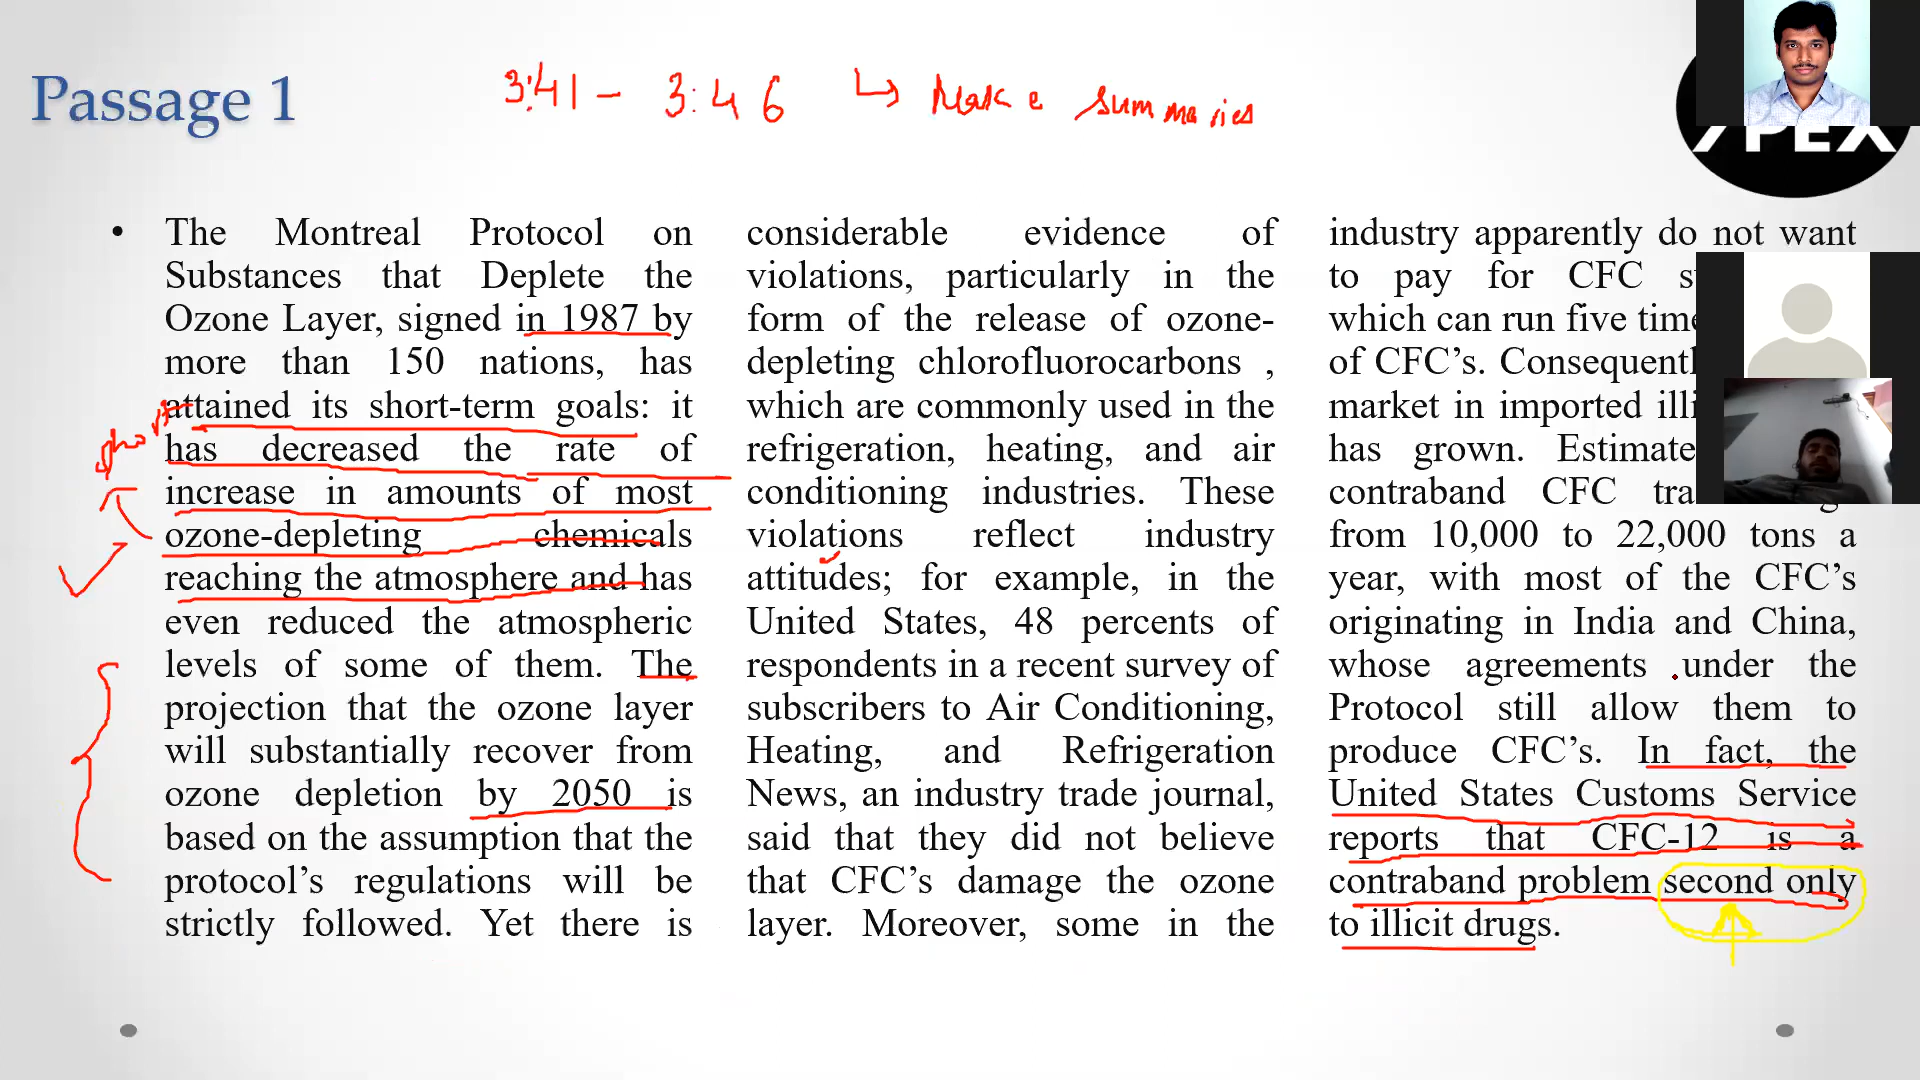 Passage 1
3:41 - 3:46 ↳ Make summaries
APEX
• The Montreal Protocol on
Substances that Deplete the
Ozone Layer, signed in 1987 by
more than 150 nations, has
attained its short-term goals: it
short
has decreased the rate of
increase in amounts of most
ozone-depleting chemicals
reaching the atmosphere and has
even reduced the atmospheric
levels of some of them. The
projection that the ozone layer
will substantially recover from
ozone depletion by 2050 is
based on the assumption that the
protocol’s regulations will be
strictly followed. Yet there is
considerable evidence of
violations, particularly in the
form of the release of ozone-
depleting chlorofluorocarbons ,
which are commonly used in the
refrigeration, heating, and air
conditioning industries. These
violations reflect industry
attitudes; for example, in the
United States, 48 percents of
respondents in a recent survey of
subscribers to Air Conditioning,
Heating, and Refrigeration
News, an industry trade journal,
said that they did not believe
that CFC’s damage the ozone
layer. Moreover, some in the
industry apparently do not want
to pay for CFC
which can run five
of CFC’s.
market in imported
has grown.
contraband CFC
from 10,000 to 22,000 tons a
year, with most of the CFC’s
originating in India and China,
whose agreements under the
Protocol still allow them to
produce CFC’s. In fact, the
United States Customs Service
reports that CFC-12 is a
contraband problem second only
to illicit drugs.